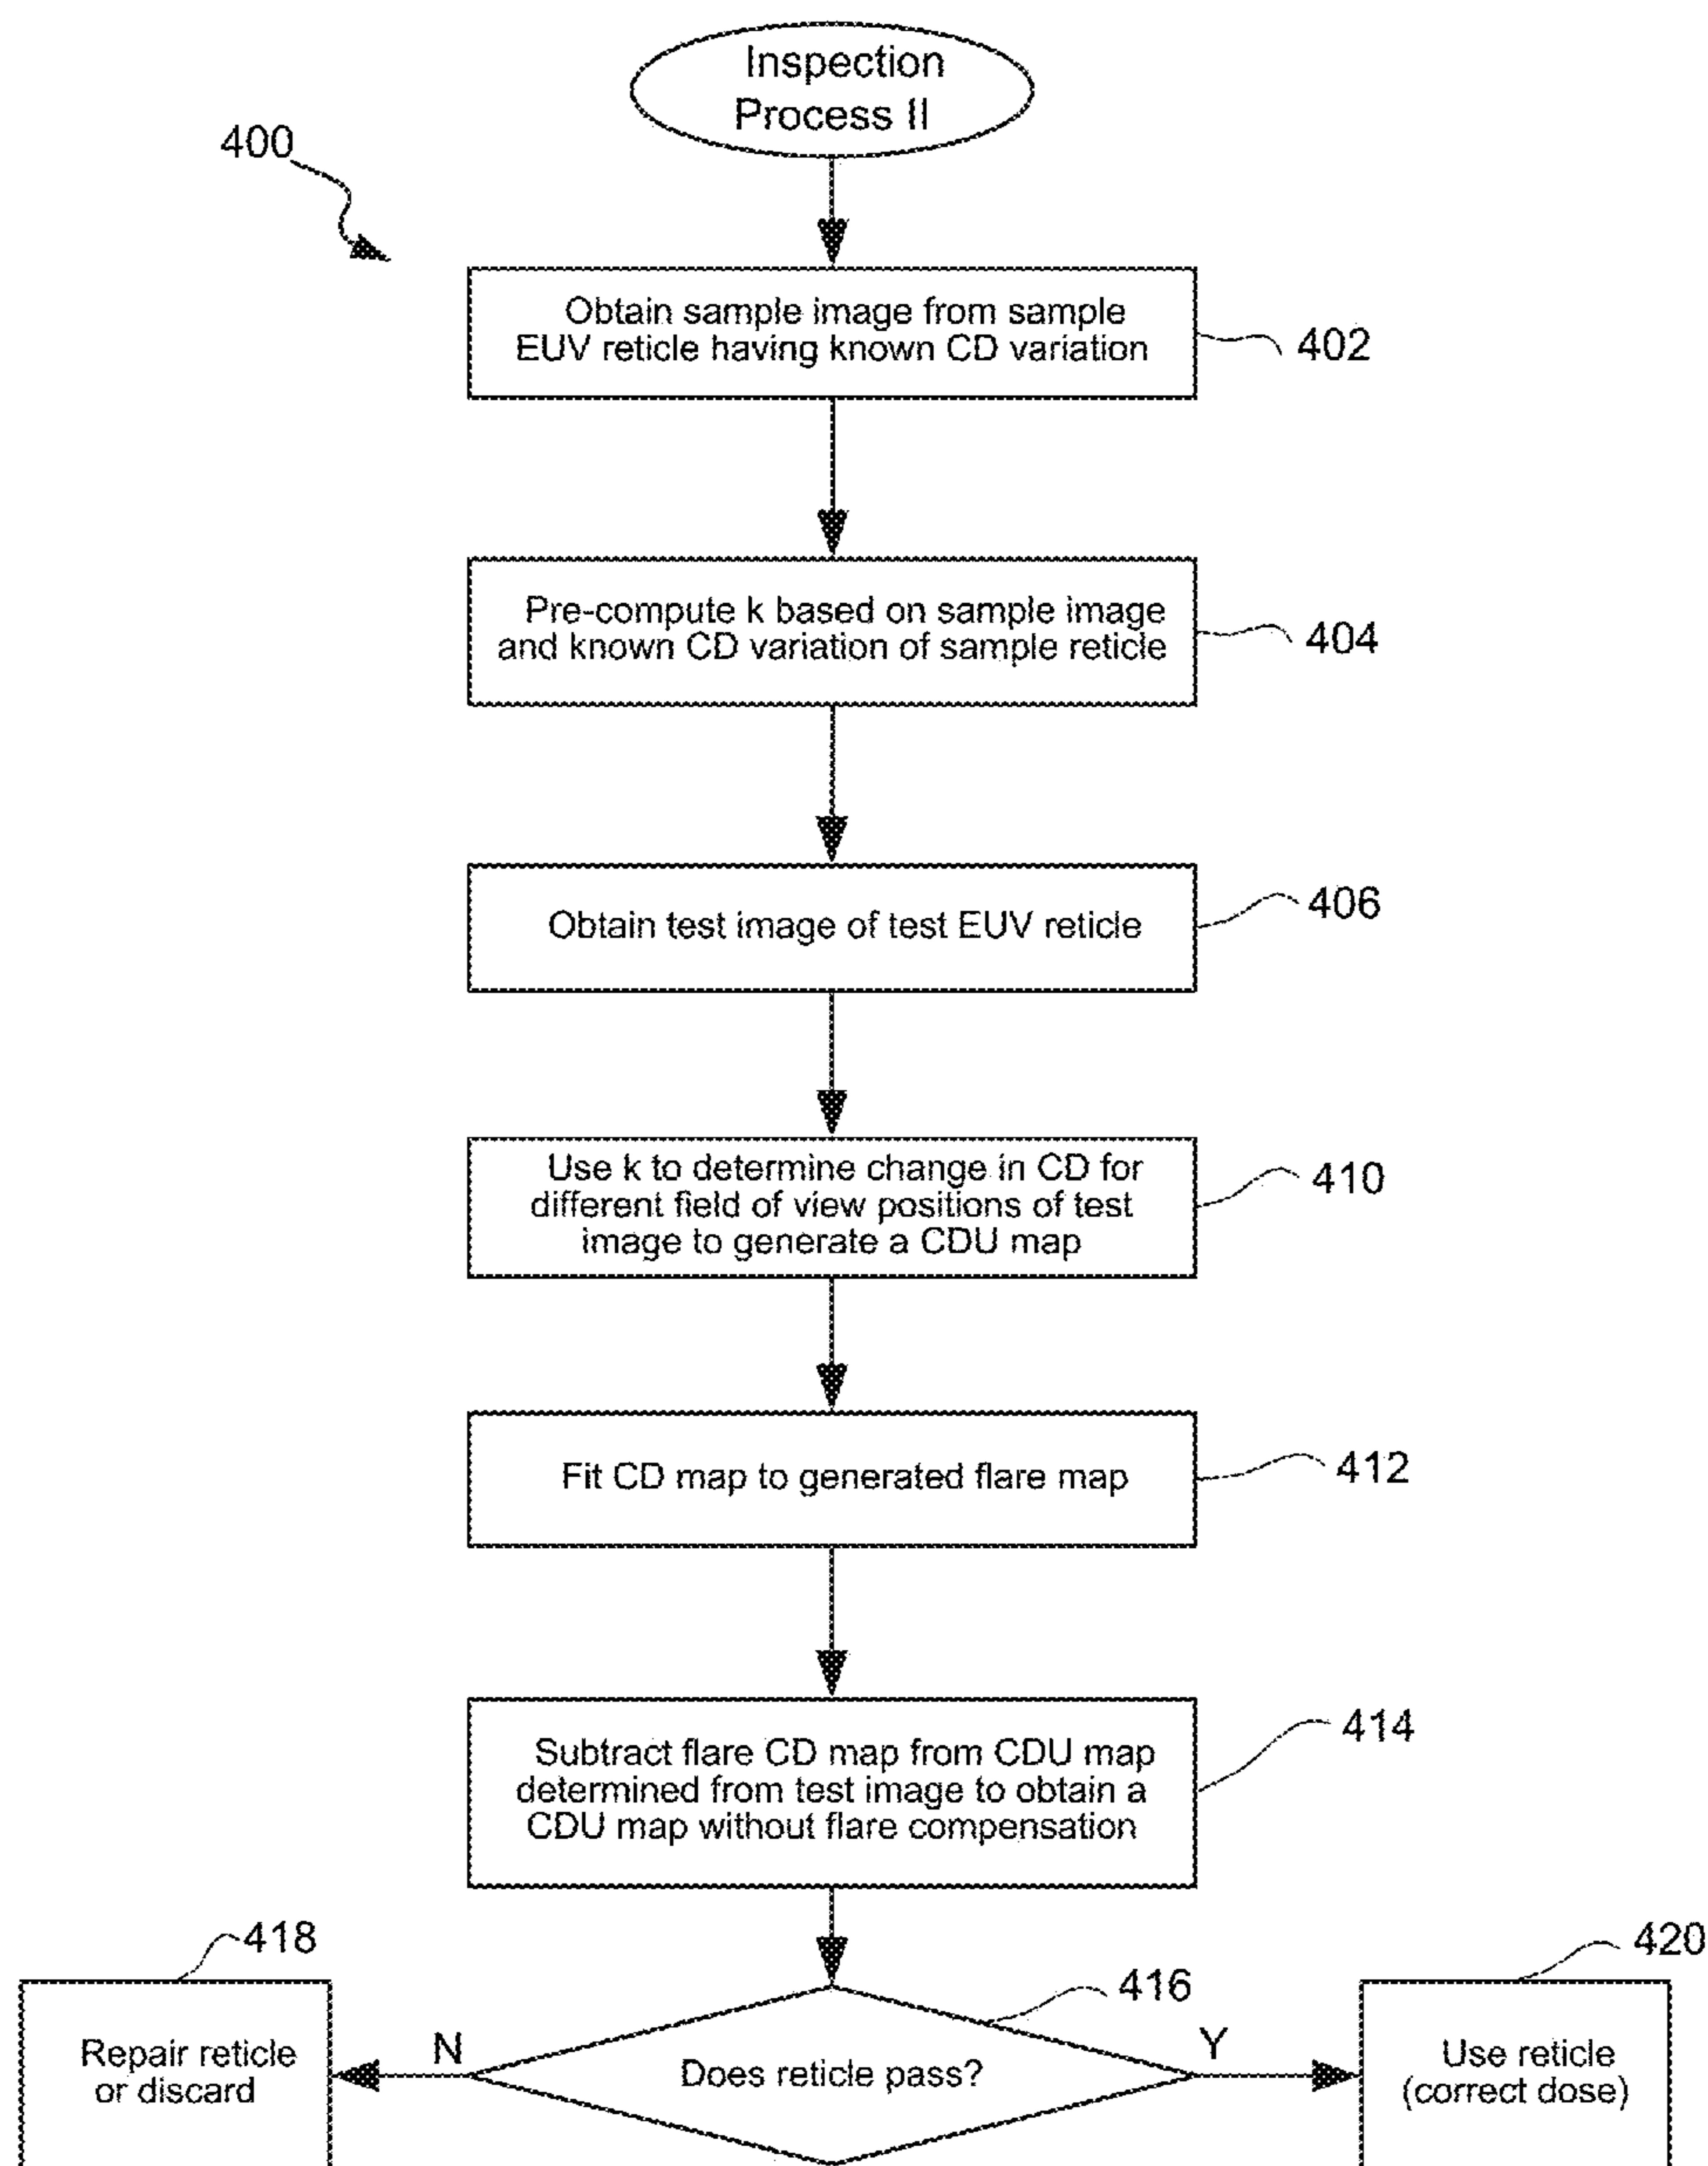 Inspection
Process II
400
Obtain sample image from sample
EUV reticle having known CD variation
402
Pre-compute k based on sample image
and known CD variation of sample reticle
404
Obtain test image of test EUV reticle
406
Use k to determine change in CD for
different field of view positions of test
image to generate a CDU map
410
Fit CD map to generated flare map
412
Subtract flare CD map from CDU map
determined from test image to obtain a
CDU map without flare compensation
414
418
416
420
Repair reticle
or discard
N
Does reticle pass?
Y
Use reticle
(correct dose)